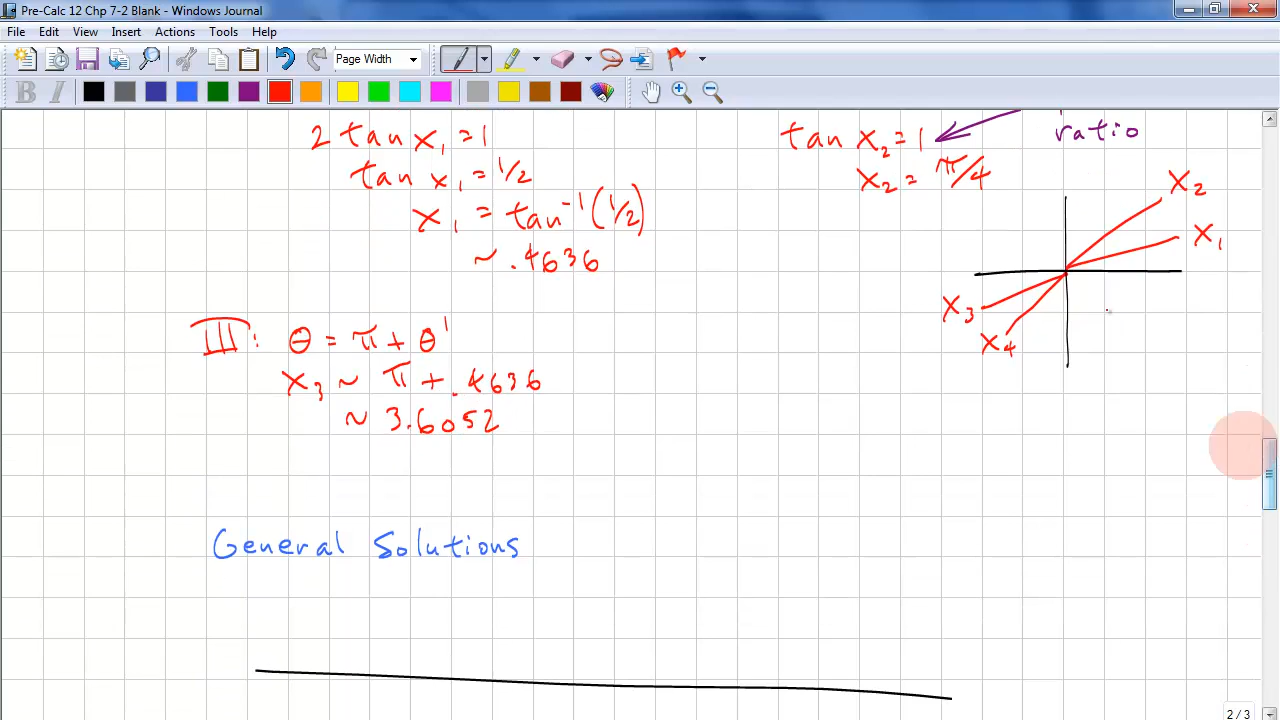 Pre-Calc 12 Chp 7-2 Blank - Windows Journal
File Edit View Insert Actions Tools Help
Page Width
B I
2 tan x₁ = 1
tan x₁ = 1/2
x₁ = tan⁻¹(1/2)
~ .4636
tan x₂ = 1
x₂ = π/4
ratio
x₂
x₁
x₃
x₄
III: θ = π + θ'
x₃ ~ π + .4636
~ 3.6052
General Solutions
2/3